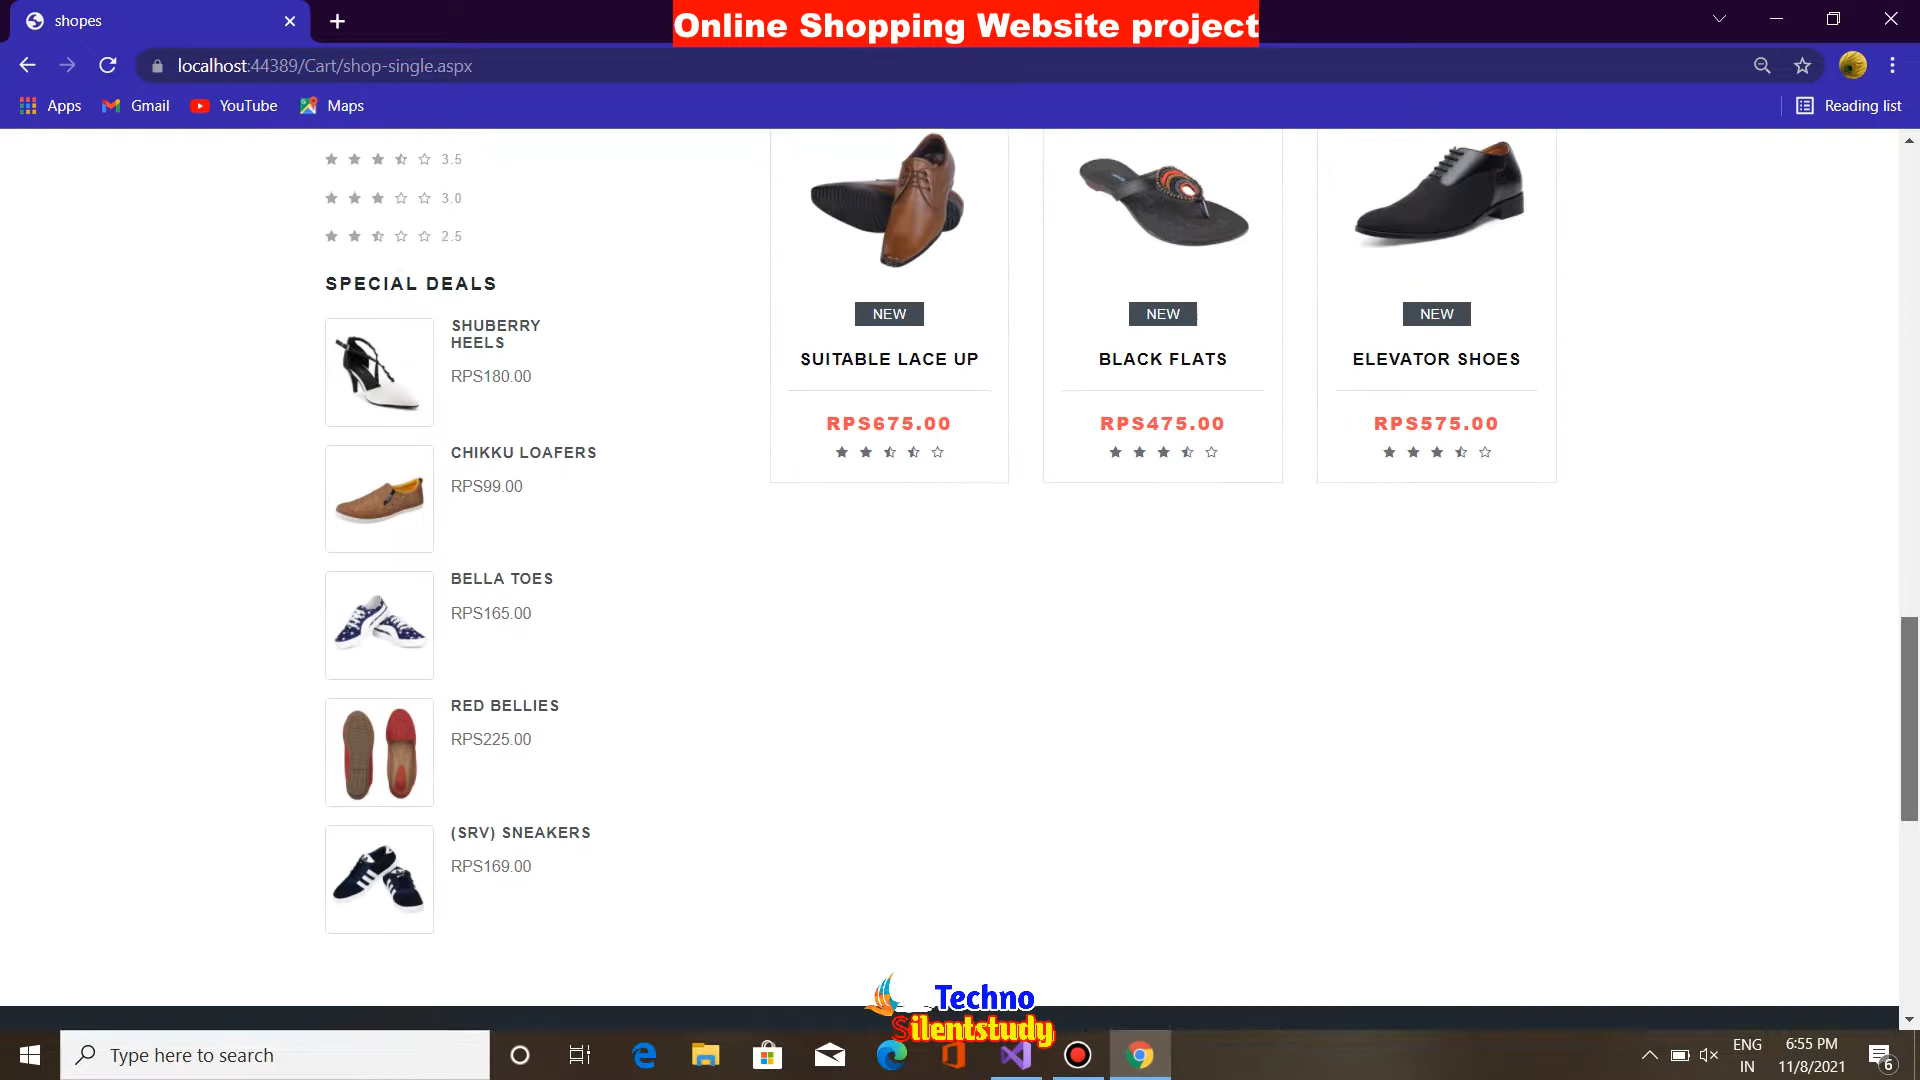 shopes
Online Shopping Website project
localhost:44389/Cart/shop-single.aspx
Apps
Gmail
YouTube
Maps
Reading list
3.5
3.0
2.5
SPECIAL DEALS
SHUBERRY
HEELS
RPS180.00
CHIKKU LOAFERS
RPS99.00
BELLA TOES
RPS165.00
RED BELLIES
RPS225.00
(SRV) SNEAKERS
RPS169.00
NEW
SUITABLE LACE UP
RPS675.00
NEW
BLACK FLATS
RPS475.00
NEW
ELEVATOR SHOES
RPS575.00
Techno
Silentstudy
Type here to search
ENG
IN
6:55 PM
11/8/2021
6